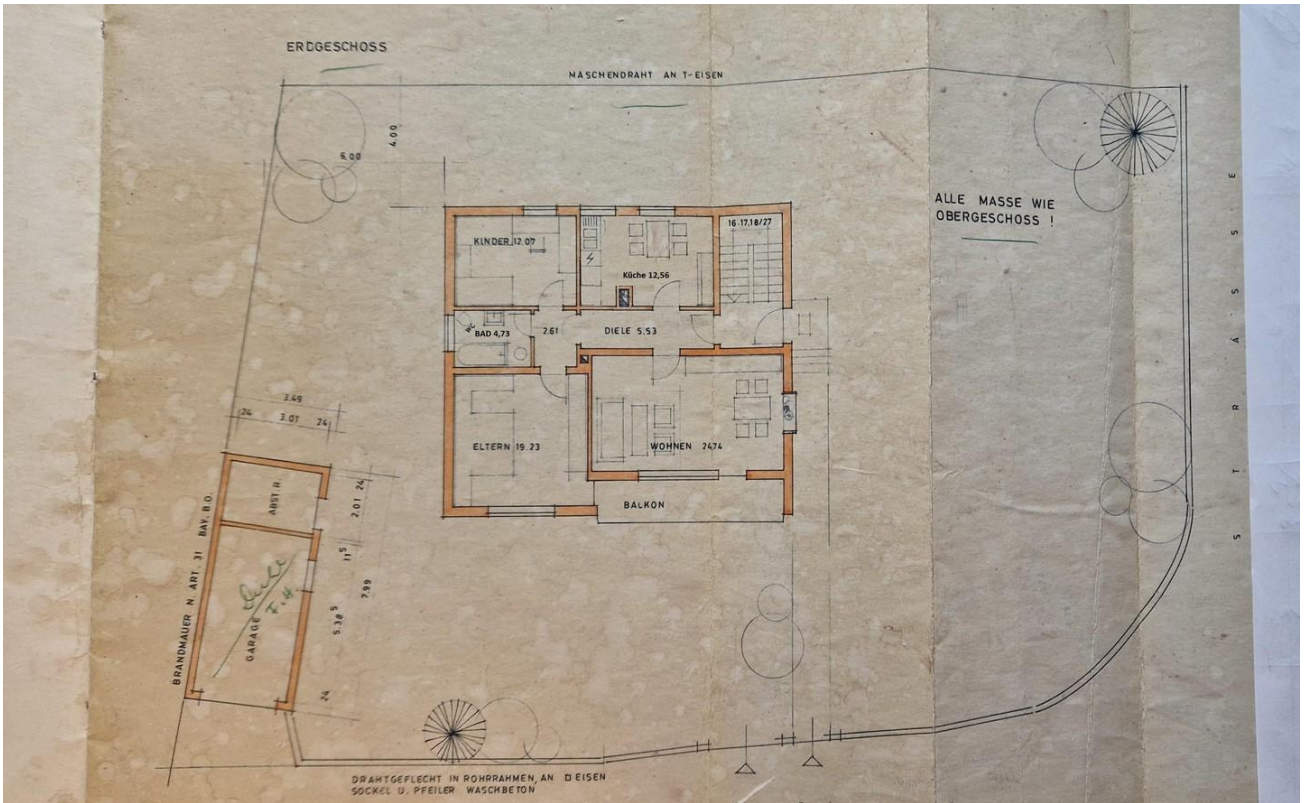 ERDGESCHOSS
MASCHENDRAHT AN T-EISEN
4.00
6.00
ALLE MASSE WIE
OBERGESCHOSS !
STRASSE
16.17.18/27
KINDER 12.07
Küche 12,56
WC
BAD 4,73
2.61
DIELE 5.53
ELTERN 19.23
WOHNEN 24.74
BALKON
3.49
24
3.01
24
ABST. R.
24
2.01
11⁵
7.99
5.38⁵
24
GARAGE
F.H.
BRANDMAUER N. ART. 31 BAY. B.O.
DRAHTGEFLECHT IN ROHRRAHMEN, AN EISEN
SOCKEL U. PFEILER WASCHBETON